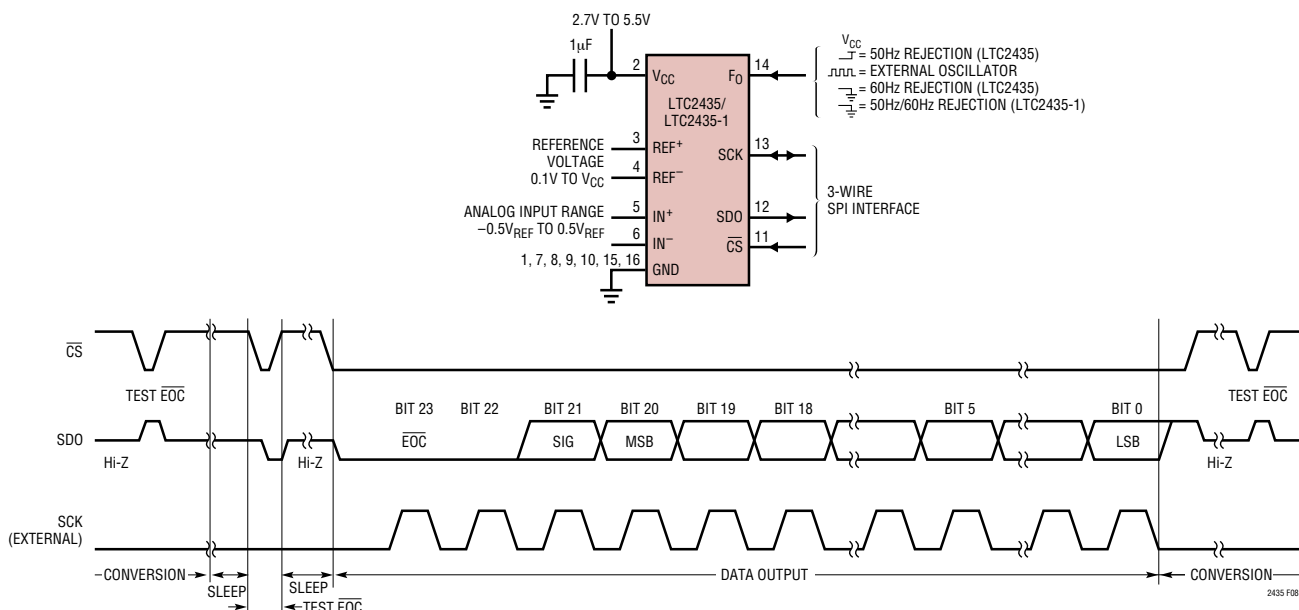 2.7V TO 5.5V
1µF
2
VCC
FO
14
VCC
= 50Hz REJECTION (LTC2435)
= EXTERNAL OSCILLATOR
= 60Hz REJECTION (LTC2435)
= 50Hz/60Hz REJECTION (LTC2435-1)
LTC2435/
LTC2435-1
REFERENCE
VOLTAGE
0.1V TO VCC
3
REF+
4
REF–
SCK
13
ANALOG INPUT RANGE
–0.5VREF TO 0.5VREF
5
IN+
6
IN–
SDO
12
CS
11
3-WIRE
SPI INTERFACE
1, 7, 8, 9, 10, 15, 16
GND
CS
TEST EOC
TEST EOC
BIT 23
BIT 22
BIT 21
BIT 20
BIT 19
BIT 18
BIT 5
BIT 0
SDO
EOC
SIG
MSB
LSB
Hi-Z
Hi-Z
Hi-Z
SCK
(EXTERNAL)
CONVERSION
SLEEP
SLEEP
DATA OUTPUT
CONVERSION
TEST EOC
2435 F08